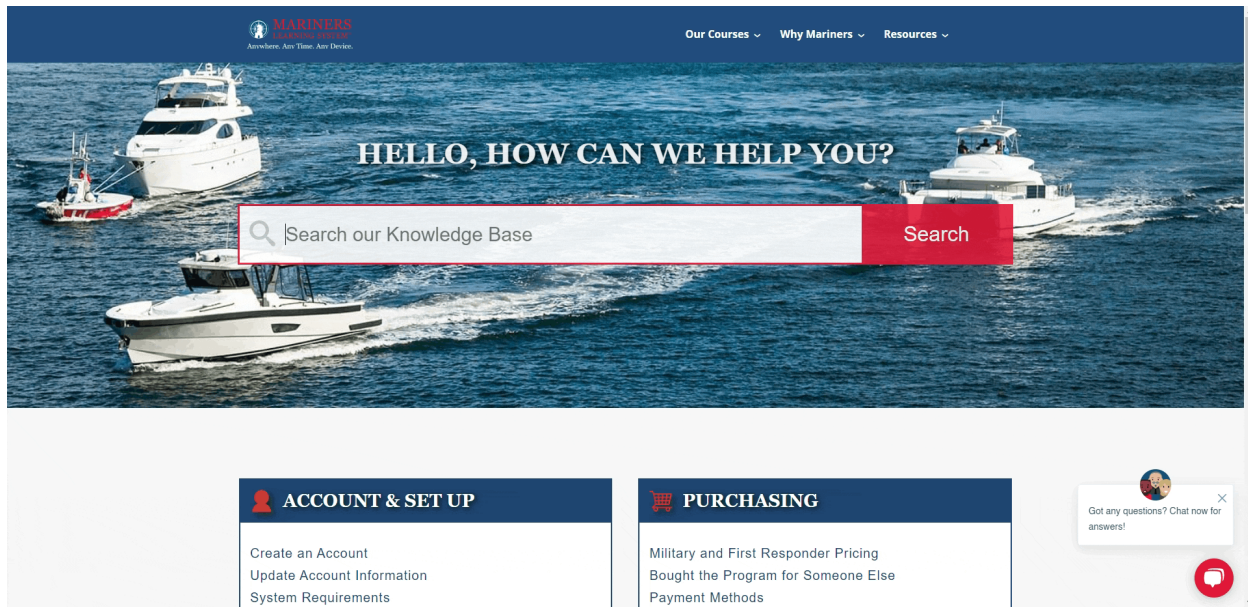 MARINERS
LEARNING SYSTEM
Anywhere. Any Time. Any Device.
Our Courses
Why Mariners
Resources
HELLO, HOW CAN WE HELP YOU?
Search our Knowledge Base
Search
ACCOUNT & SET UP
Create an Account
Update Account Information
System Requirements
PURCHASING
Military and First Responder Pricing
Bought the Program for Someone Else
Payment Methods
Got any questions? Chat now for
answers!